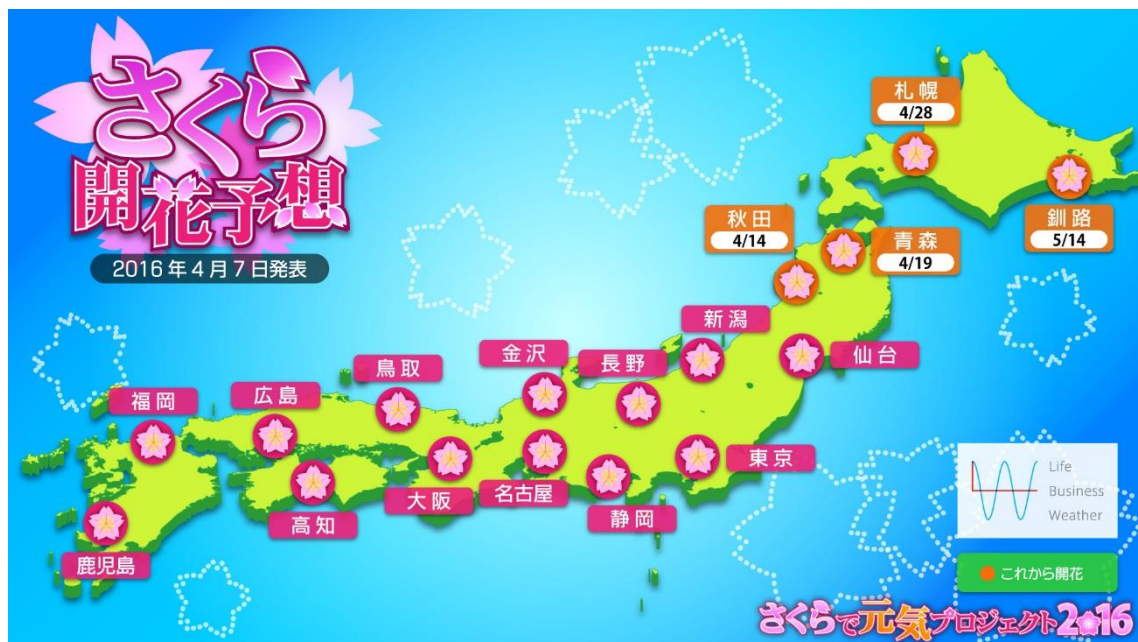 さくら
開花予想
2016年4月7日発表
札幌
4/28
釧路
5/14
秋田
4/14
青森
4/19
新潟
仙台
金沢
長野
鳥取
広島
福岡
東京
大阪
名古屋
静岡
高知
鹿児島
Life
Business
Weather
これから開花
さくらで元気プロジェクト2016